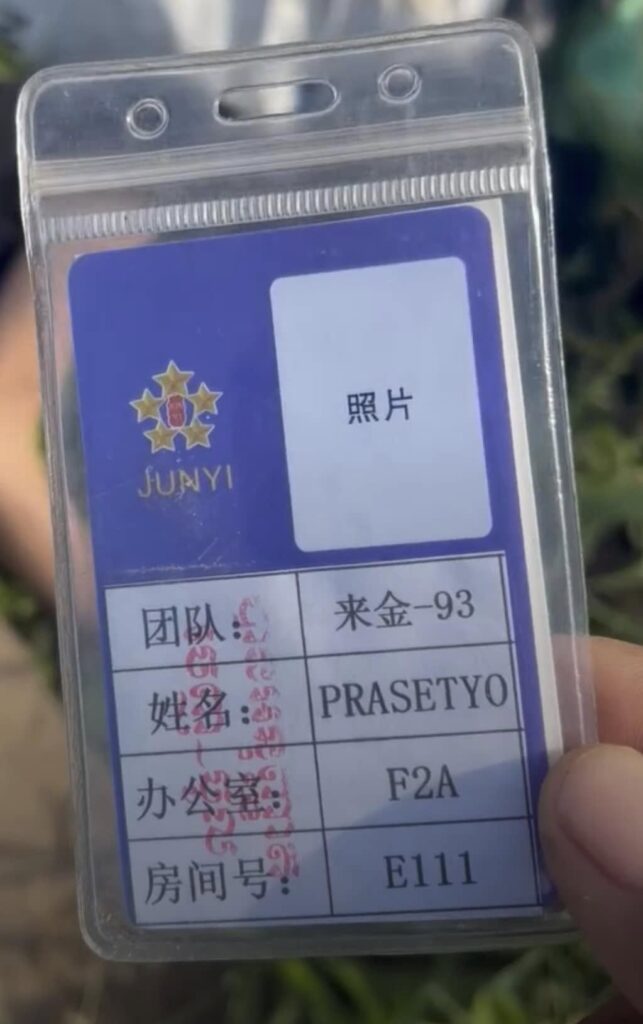 JUNYI
照片
团队: 来金-93
姓名: PRASETYO
办公室: F2A
房间号: E111